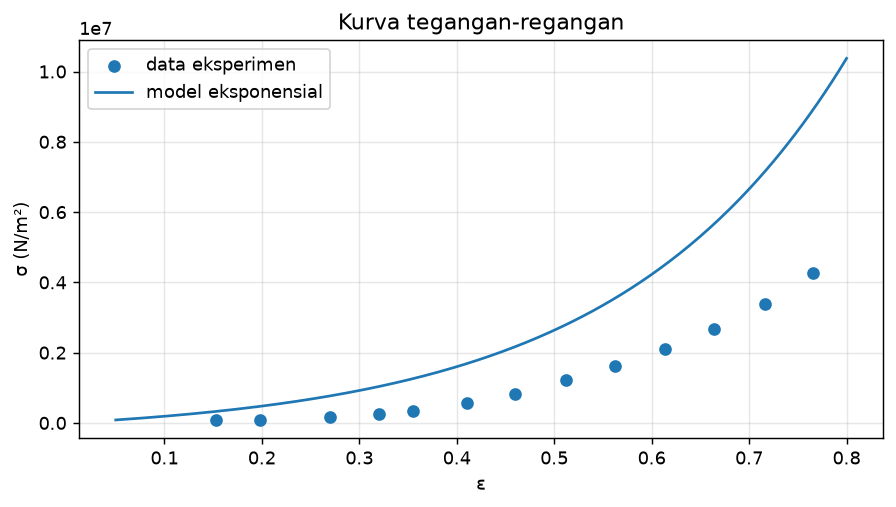 Kurva tegangan-regangan
1e7
data eksperimen
model eksponensial
σ (N/m²)
1.0
0.8
0.6
0.4
0.2
0.0
0.1 0.2 0.3 0.4 0.5 0.6 0.7 0.8
ε